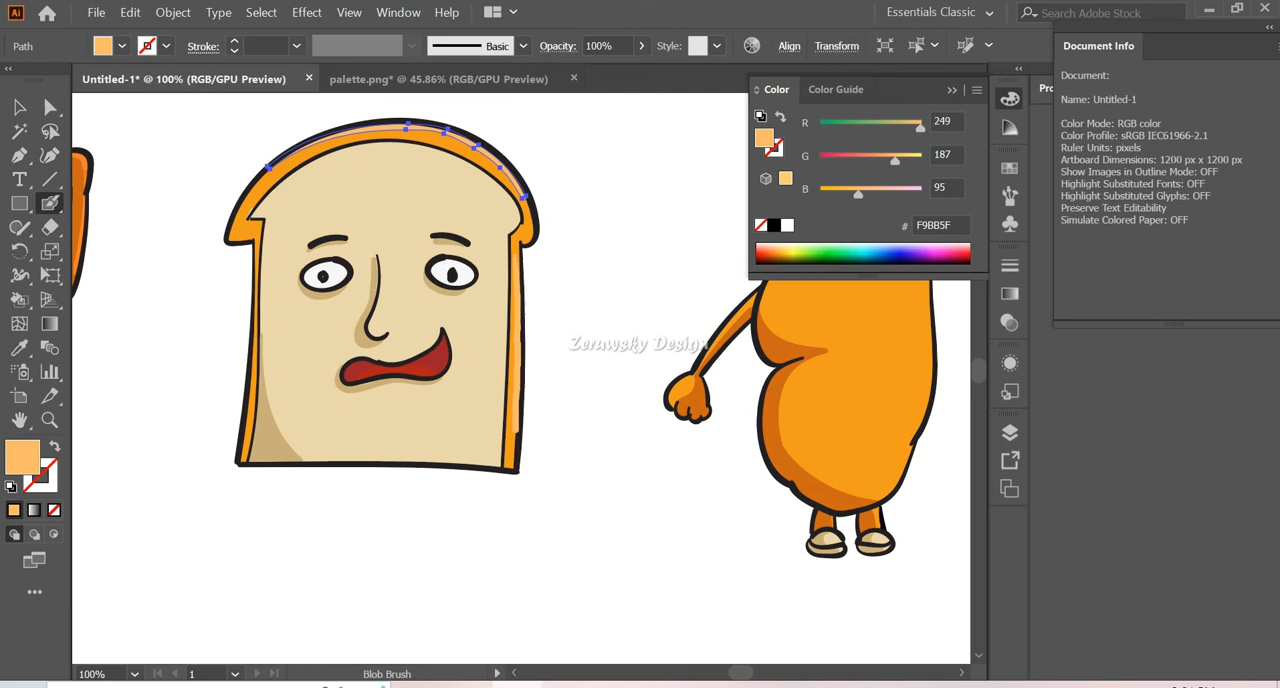 Ai File Edit Object Type Select Effect View Window Help Essentials Classic Search Adobe Stock
Path Stroke: Basic Opacity: 100% Style: Align Transform
Untitled-1* @ 100% (RGB/GPU Preview) × palette.png* @ 45.86% (RGB/GPU Preview) ×
Color Color Guide
R 249
G 187
B 95
# F9BB5F
Pro
Document Info
Document:
Name: Untitled-1
Color Mode: RGB color
Color Profile: sRGB IEC61966-2.1
Ruler Units: pixels
Artboard Dimensions: 1200 px x 1200 px
Show Images in Outline Mode: OFF
Highlight Substituted Fonts: OFF
Highlight Substituted Glyphs: OFF
Preserve Text Editability
Simulate Colored Paper: OFF
Zerawsky Design
100% 1 Blob Brush